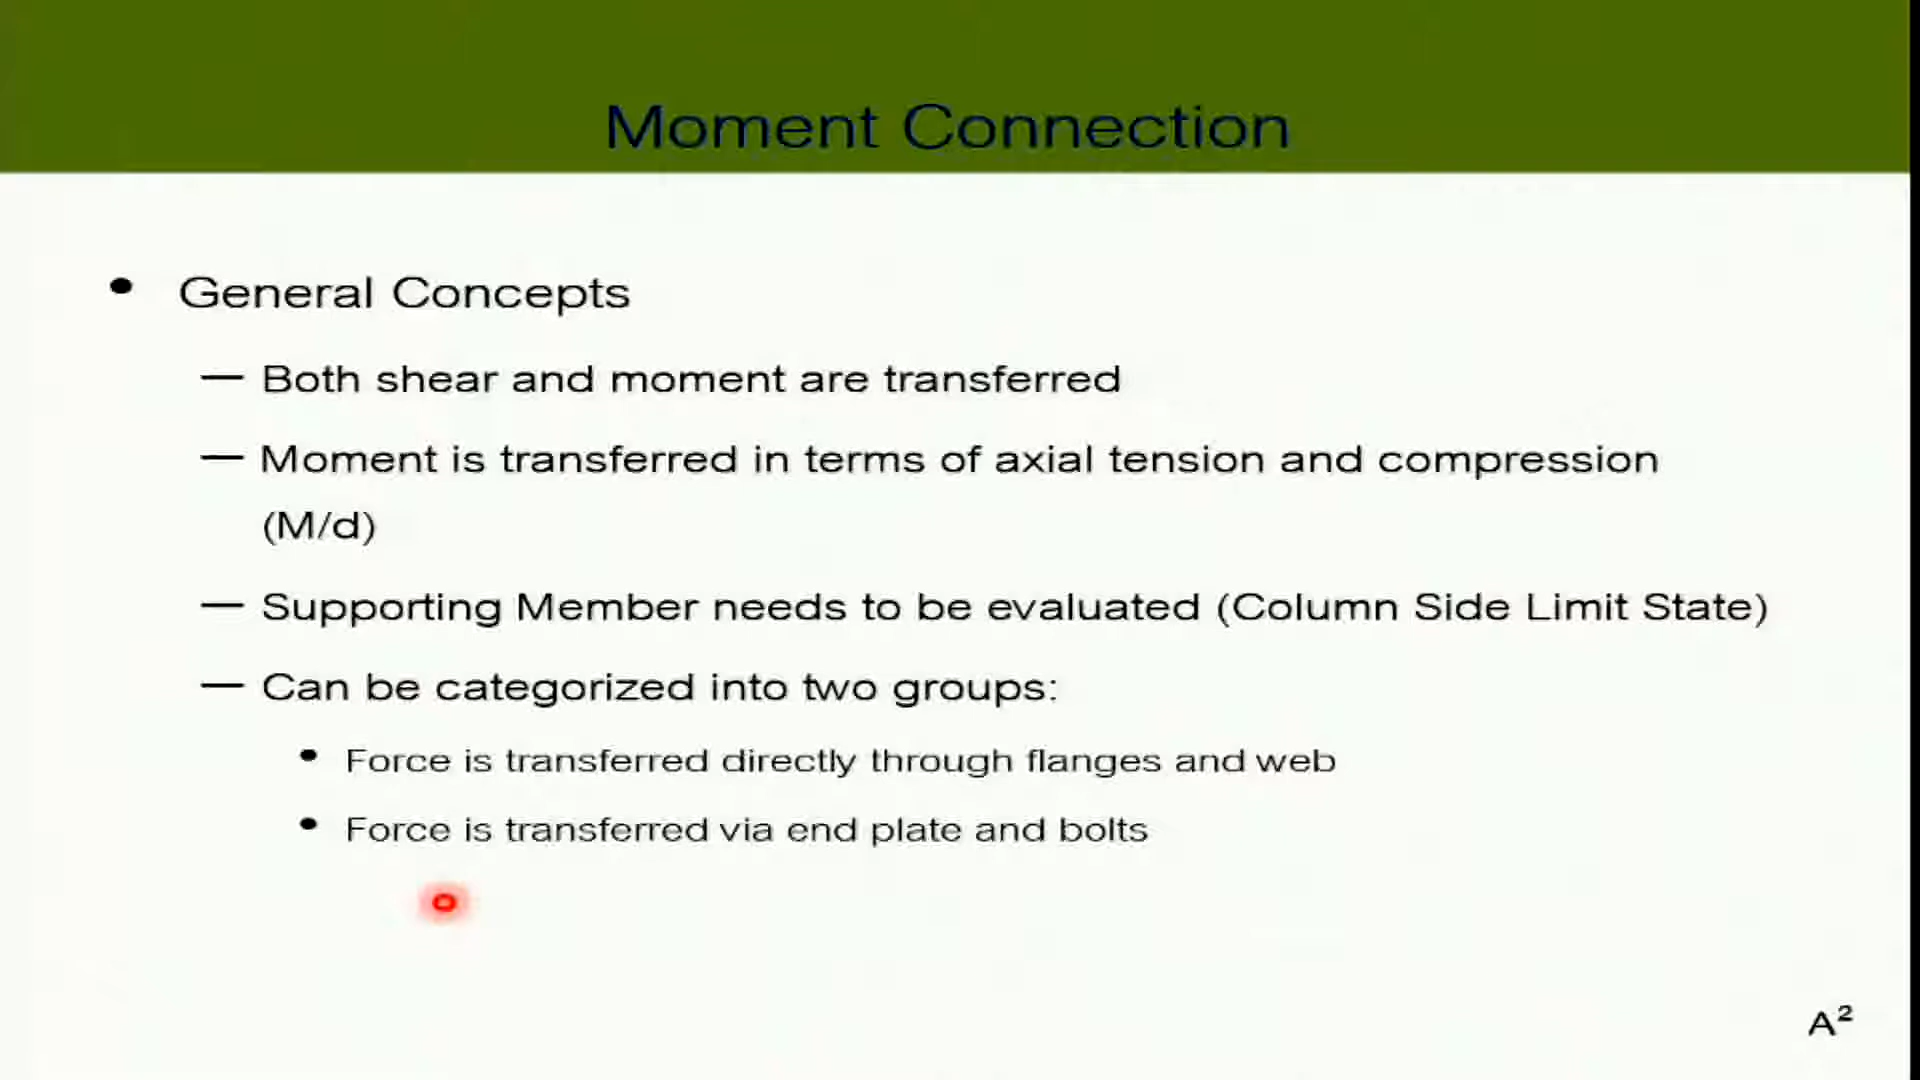 Moment Connection
• General Concepts
— Both shear and moment are transferred
— Moment is transferred in terms of axial tension and compression
(M/d)
— Supporting Member needs to be evaluated (Column Side Limit State)
— Can be categorized into two groups:
• Force is transferred directly through flanges and web
• Force is transferred via end plate and bolts
A²